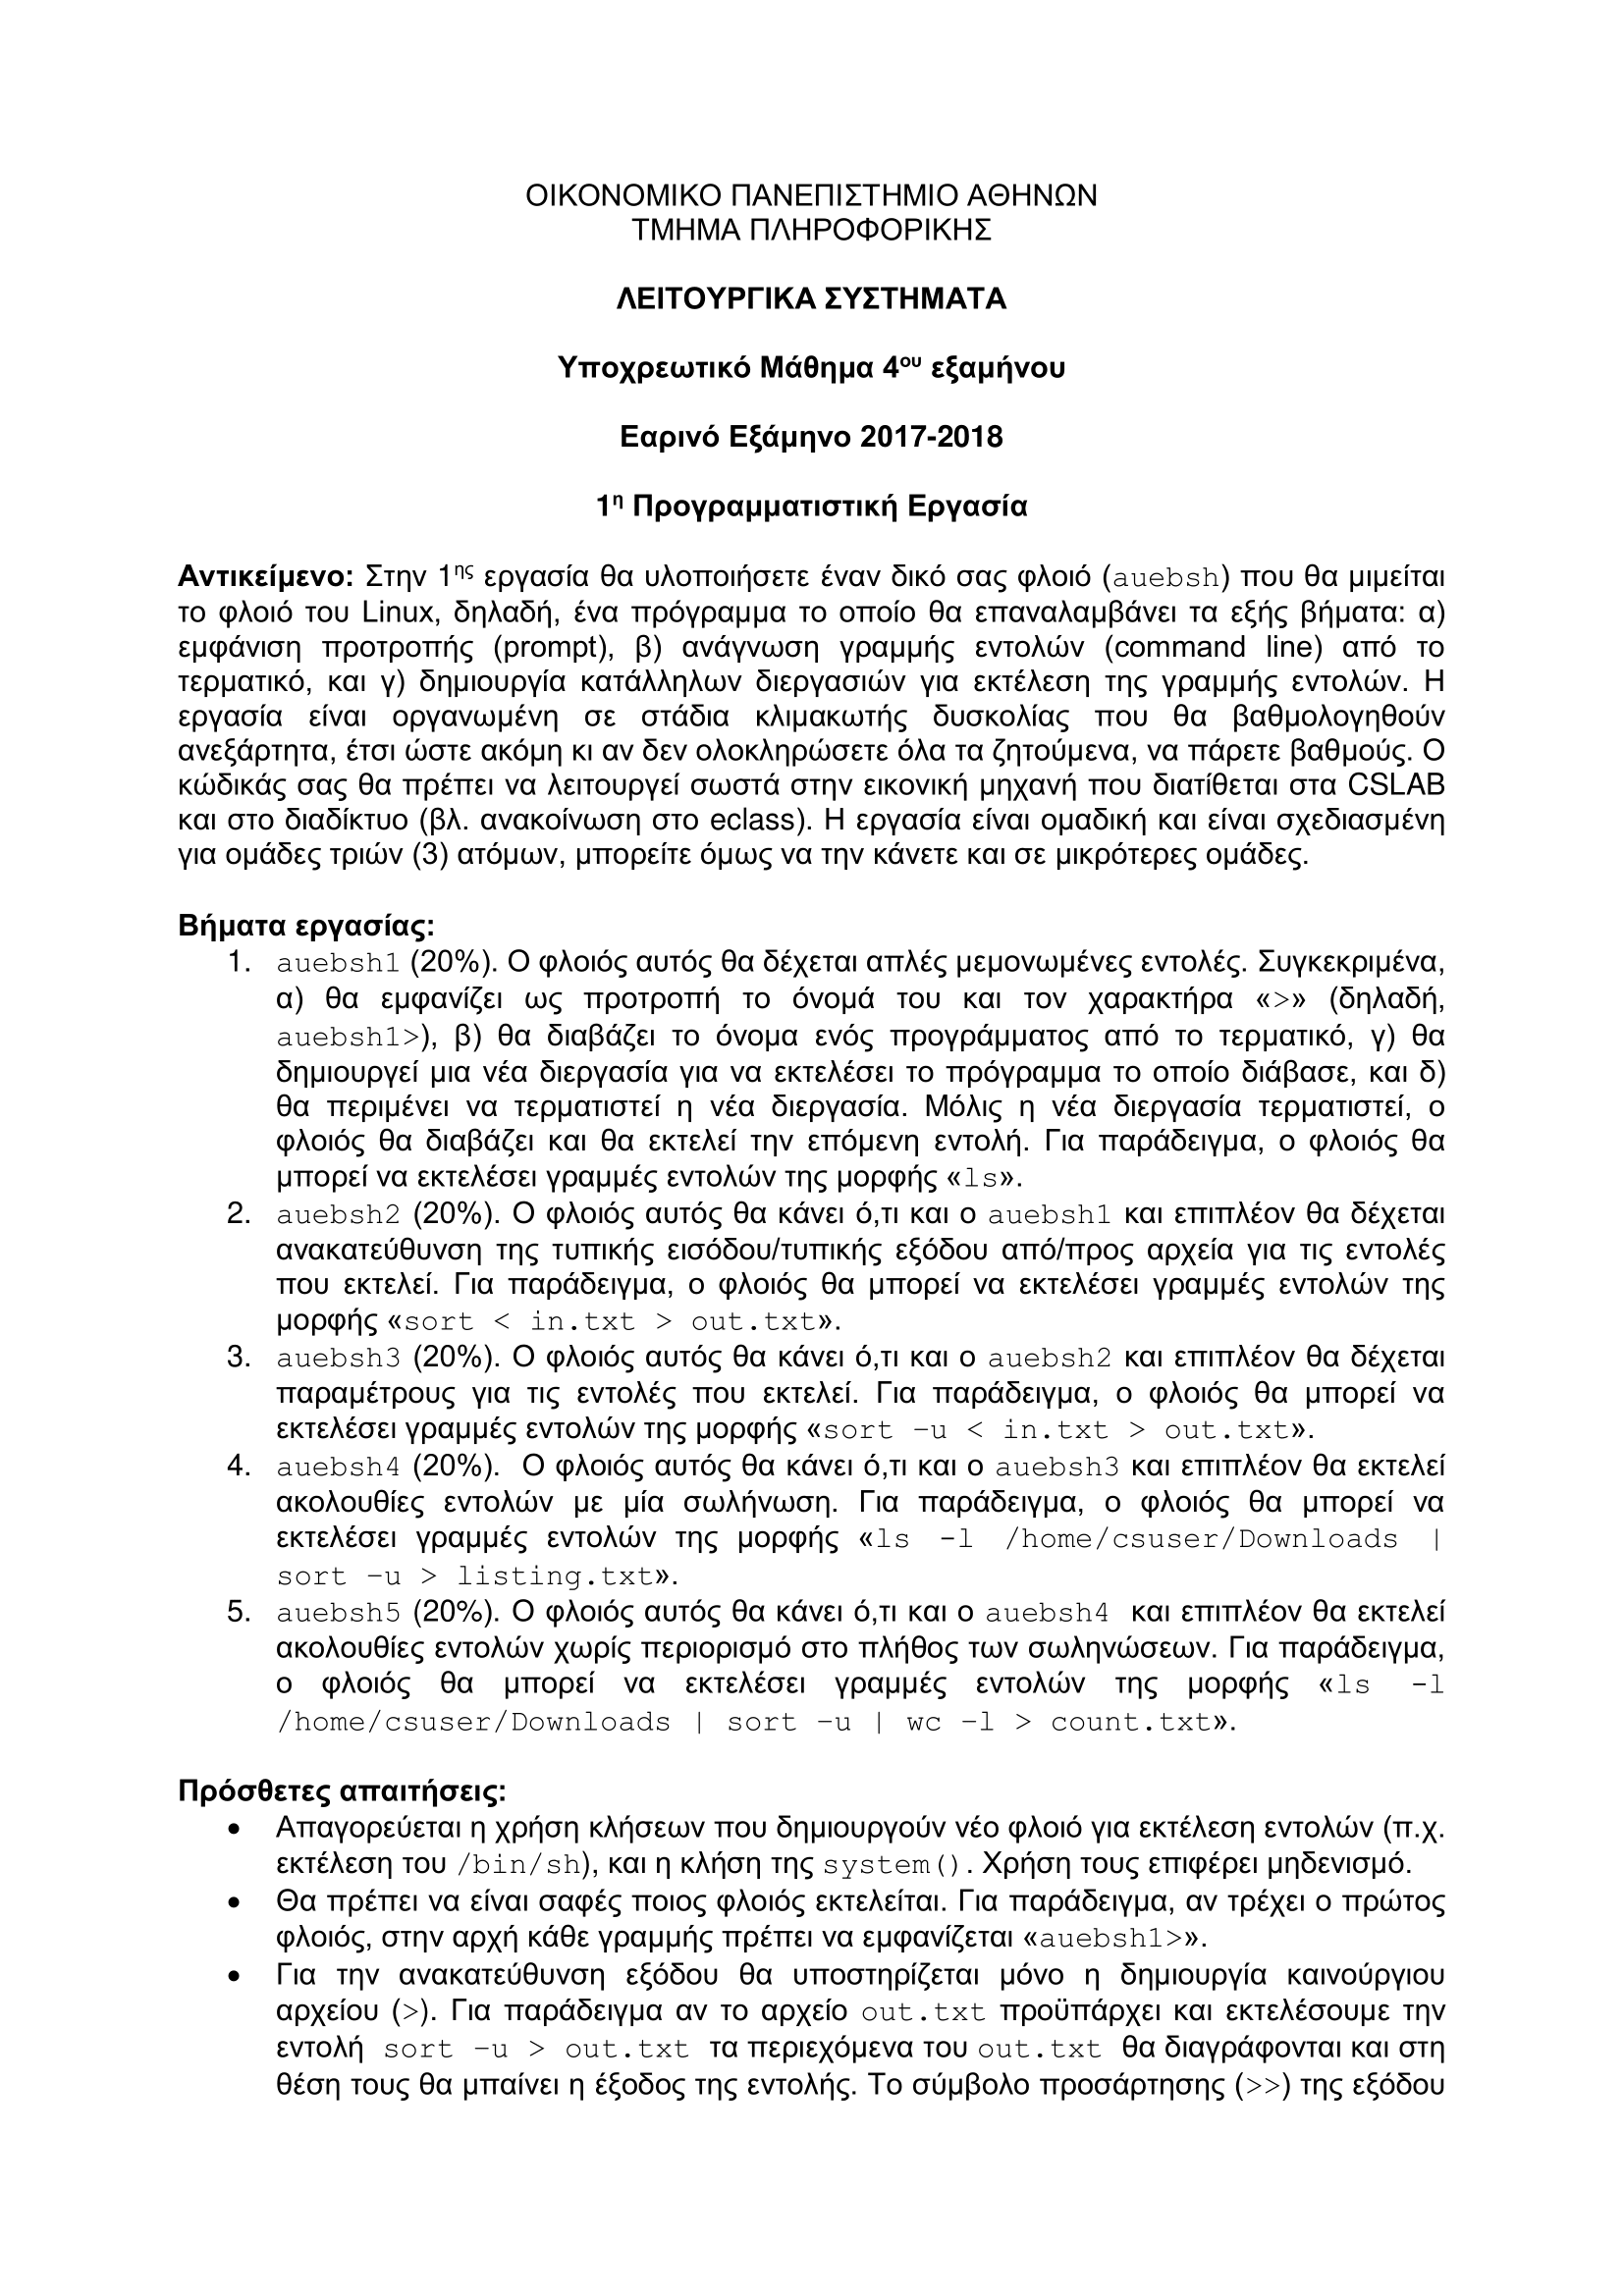 ΟΙΚΟΝΟΜΙΚΟ ΠΑΝΕΠΙΣΤΗΜΙΟ ΑΘΗΝΩΝ
ΤΜΗΜΑ ΠΛΗΡΟΦΟΡΙΚΗΣ
ΛΕΙΤΟΥΡΓΙΚΑ ΣΥΣΤΗΜΑΤΑ
Υποχρεωτικό Μάθημα 4ου εξαμήνου
Εαρινό Εξάμηνο 2017-2018
1η Προγραμματιστική Εργασία
Αντικείμενο: Στην 1ης εργασία θα υλοποιήσετε έναν δικό σας φλοιό (auebsh) που θα μιμείται
το φλοιό του Linux, δηλαδή, ένα πρόγραμμα το οποίο θα επαναλαμβάνει τα εξής βήματα: α)
εμφάνιση προτροπής (prompt), β) ανάγνωση γραμμής εντολών (command line) από το
τερματικό, και γ) δημιουργία κατάλληλων διεργασιών για εκτέλεση της γραμμής εντολών. Η
εργασία είναι οργανωμένη σε στάδια κλιμακωτής δυσκολίας που θα βαθμολογηθούν
ανεξάρτητα, έτσι ώστε ακόμη κι αν δεν ολοκληρώσετε όλα τα ζητούμενα, να πάρετε βαθμούς. Ο
κώδικάς σας θα πρέπει να λειτουργεί σωστά στην εικονική μηχανή που διατίθεται στα CSLAB
και στο διαδίκτυο (βλ. ανακοίνωση στο eclass). Η εργασία είναι ομαδική και είναι σχεδιασμένη
για ομάδες τριών (3) ατόμων, μπορείτε όμως να την κάνετε και σε μικρότερες ομάδες.
Βήματα εργασίας:
1. auebsh1 (20%). Ο φλοιός αυτός θα δέχεται απλές μεμονωμένες εντολές. Συγκεκριμένα,
α) θα εμφανίζει ως προτροπή το όνομά του και τον χαρακτήρα «>» (δηλαδή,
auebsh1>), β) θα διαβάζει το όνομα ενός προγράμματος από το τερματικό, γ) θα
δημιουργεί μια νέα διεργασία για να εκτελέσει το πρόγραμμα το οποίο διάβασε, και δ)
θα περιμένει να τερματιστεί η νέα διεργασία. Μόλις η νέα διεργασία τερματιστεί, ο
φλοιός θα διαβάζει και θα εκτελεί την επόμενη εντολή. Για παράδειγμα, ο φλοιός θα
μπορεί να εκτελέσει γραμμές εντολών της μορφής «ls».
2. auebsh2 (20%). Ο φλοιός αυτός θα κάνει ό,τι και ο auebsh1 και επιπλέον θα δέχεται
ανακατεύθυνση της τυπικής εισόδου/τυπικής εξόδου από/προς αρχεία για τις εντολές
που εκτελεί. Για παράδειγμα, ο φλοιός θα μπορεί να εκτελέσει γραμμές εντολών της
μορφής «sort < in.txt > out.txt».
3. auebsh3 (20%). Ο φλοιός αυτός θα κάνει ό,τι και ο auebsh2 και επιπλέον θα δέχεται
παραμέτρους για τις εντολές που εκτελεί. Για παράδειγμα, ο φλοιός θα μπορεί να
εκτελέσει γραμμές εντολών της μορφής «sort –u < in.txt > out.txt».
4. auebsh4 (20%). Ο φλοιός αυτός θα κάνει ό,τι και ο auebsh3 και επιπλέον θα εκτελεί
ακολουθίες εντολών με μία σωλήνωση. Για παράδειγμα, ο φλοιός θα μπορεί να
εκτελέσει γραμμές εντολών της μορφής «ls -l /home/csuser/Downloads |
sort –u > listing.txt».
5. auebsh5 (20%). Ο φλοιός αυτός θα κάνει ό,τι και ο auebsh4 και επιπλέον θα εκτελεί
ακολουθίες εντολών χωρίς περιορισμό στο πλήθος των σωληνώσεων. Για παράδειγμα,
ο φλοιός θα μπορεί να εκτελέσει γραμμές εντολών της μορφής «ls -l
/home/csuser/Downloads | sort –u | wc –l > count.txt».
Πρόσθετες απαιτήσεις:
• Απαγορεύεται η χρήση κλήσεων που δημιουργούν νέο φλοιό για εκτέλεση εντολών (π.χ.
εκτέλεση του /bin/sh), και η κλήση της system(). Χρήση τους επιφέρει μηδενισμό.
• Θα πρέπει να είναι σαφές ποιος φλοιός εκτελείται. Για παράδειγμα, αν τρέχει ο πρώτος
φλοιός, στην αρχή κάθε γραμμής πρέπει να εμφανίζεται «auebsh1>».
• Για την ανακατεύθυνση εξόδου θα υποστηρίζεται μόνο η δημιουργία καινούργιου
αρχείου (>). Για παράδειγμα αν το αρχείο out.txt προϋπάρχει και εκτελέσουμε την
εντολή sort –u > out.txt τα περιεχόμενα του out.txt θα διαγράφονται και στη
θέση τους θα μπαίνει η έξοδος της εντολής. Το σύμβολο προσάρτησης (>>) της εξόδου